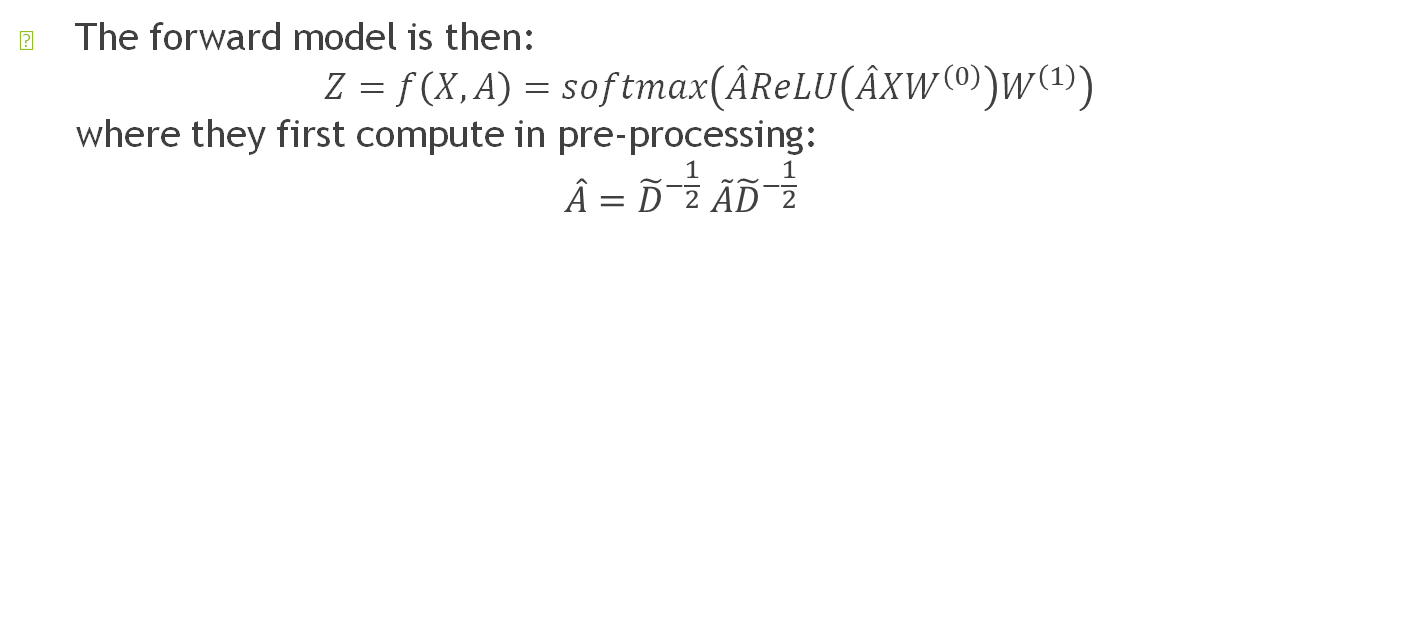 The forward model is then:
Z = f(X, A) = softmax(ÂReLU(ÂXW⁽⁰⁾)W⁽¹⁾)
where they first compute in pre-processing:
Â = D̃^(-1/2) ÃD̃^(-1/2)